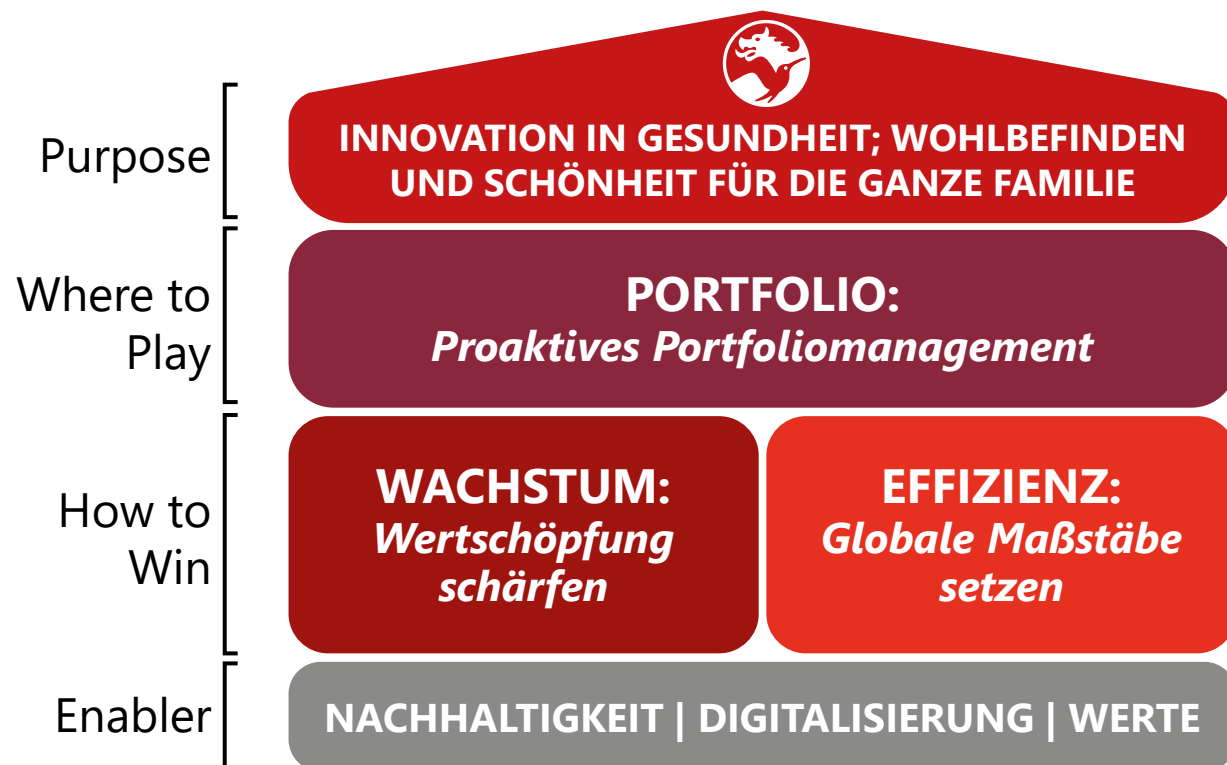 Purpose
INNOVATION IN GESUNDHEIT; WOHLBEFINDEN
UND SCHÖNHEIT FÜR DIE GANZE FAMILIE
Where to
Play
PORTFOLIO:
Proaktives Portfoliomanagement
How to
Win
WACHSTUM:
Wertschöpfung
schärfen
EFFIZIENZ:
Globale Maßstäbe
setzen
Enabler
NACHHALTIGKEIT | DIGITALISIERUNG | WERTE